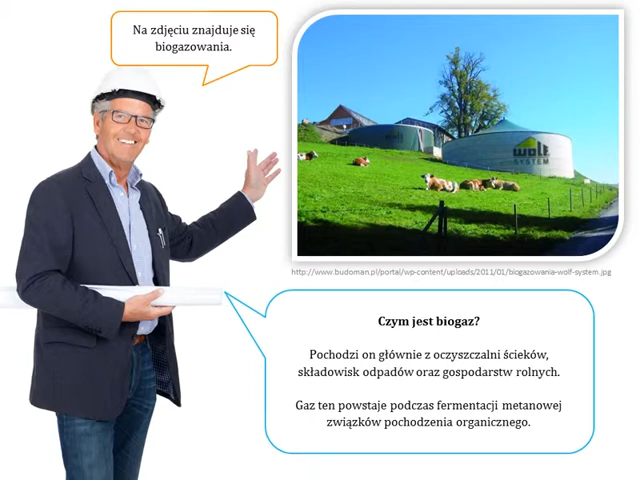 Na zdjęciu znajduje się
biogazowania.
wolf
SYSTEM
http://www.budoman.pl/portal/wp-content/uploads/2011/01/biogazowania-wolf-system.jpg
Czym jest biogaz?
Pochodzi on głównie z oczyszczalni ścieków,
składowisk odpadów oraz gospodarstw rolnych.
Gaz ten powstaje podczas fermentacji metanowej
związków pochodzenia organicznego.